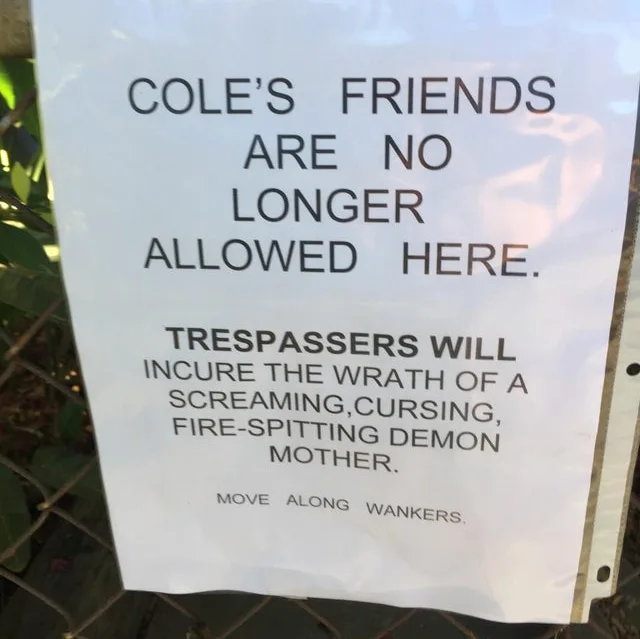 COLE'S FRIENDS
ARE NO
LONGER
ALLOWED HERE.
TRESPASSERS WILL
INCURE THE WRATH OF A
SCREAMING,CURSING,
FIRE-SPITTING DEMON
MOTHER.
MOVE ALONG WANKERS.